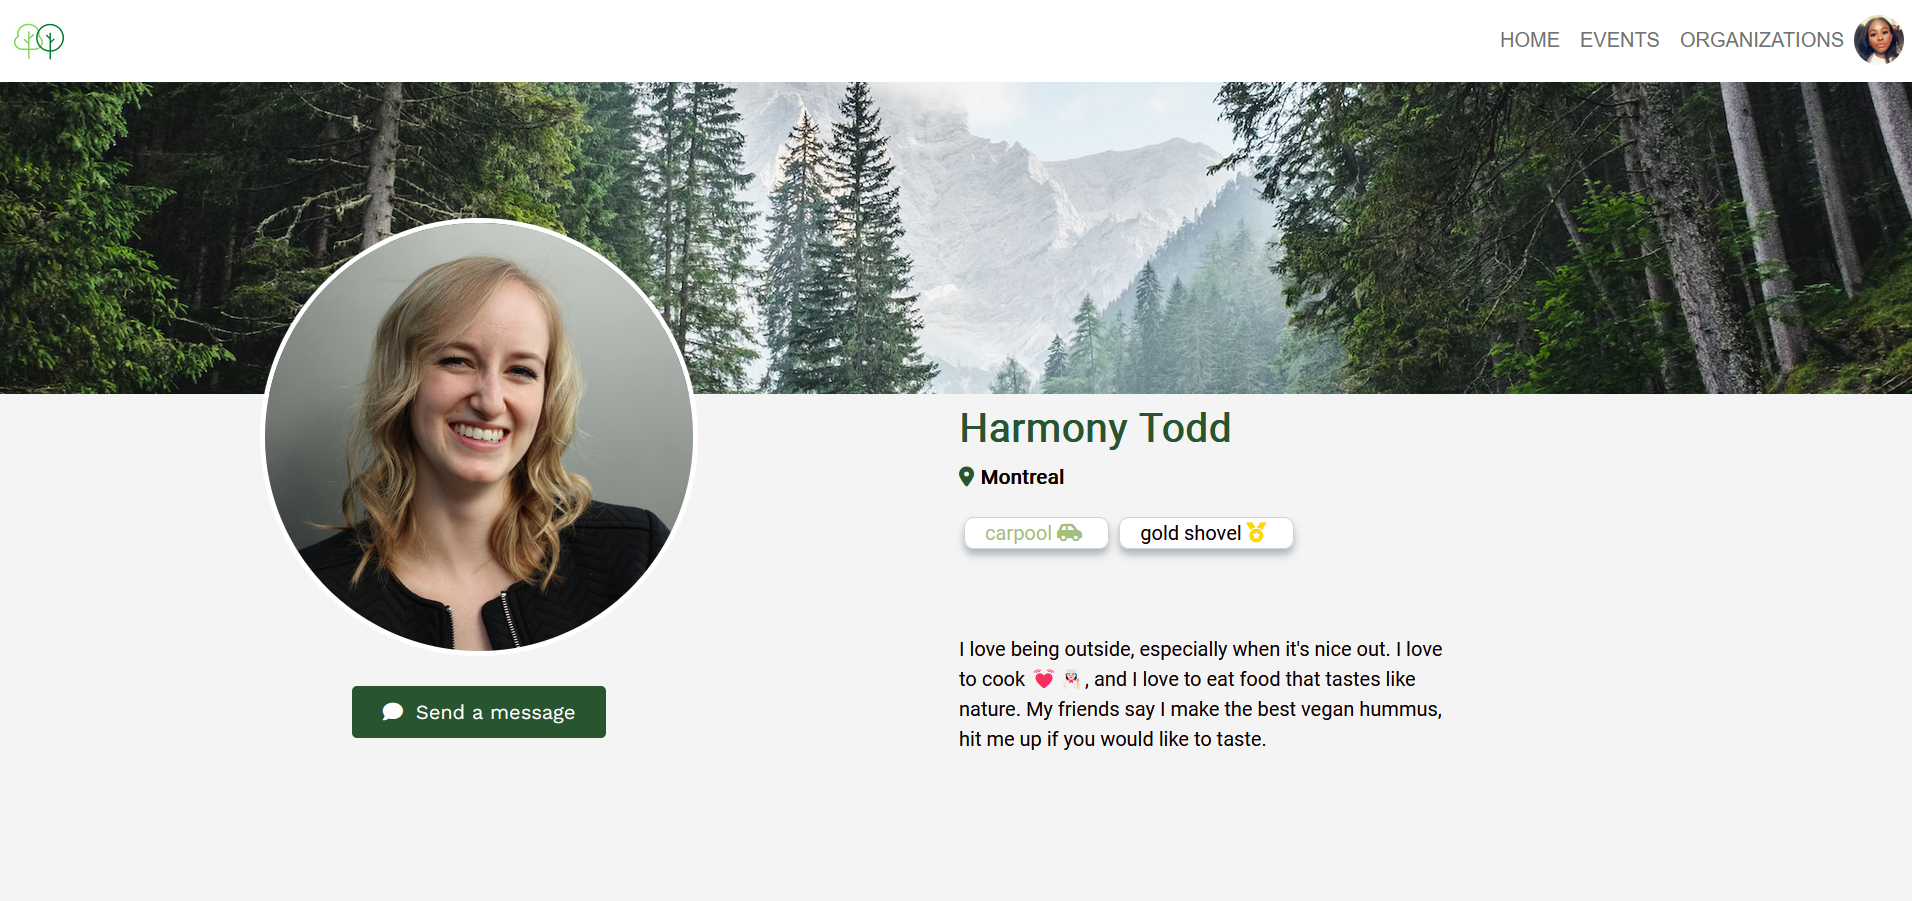 HOME EVENTS ORGANIZATIONS
Harmony Todd
Montreal
carpool
gold shovel
I love being outside, especially when it's nice out. I love
to cook 💓 👰🏻, and I love to eat food that tastes like
nature. My friends say I make the best vegan hummus,
hit me up if you would like to taste.
Send a message